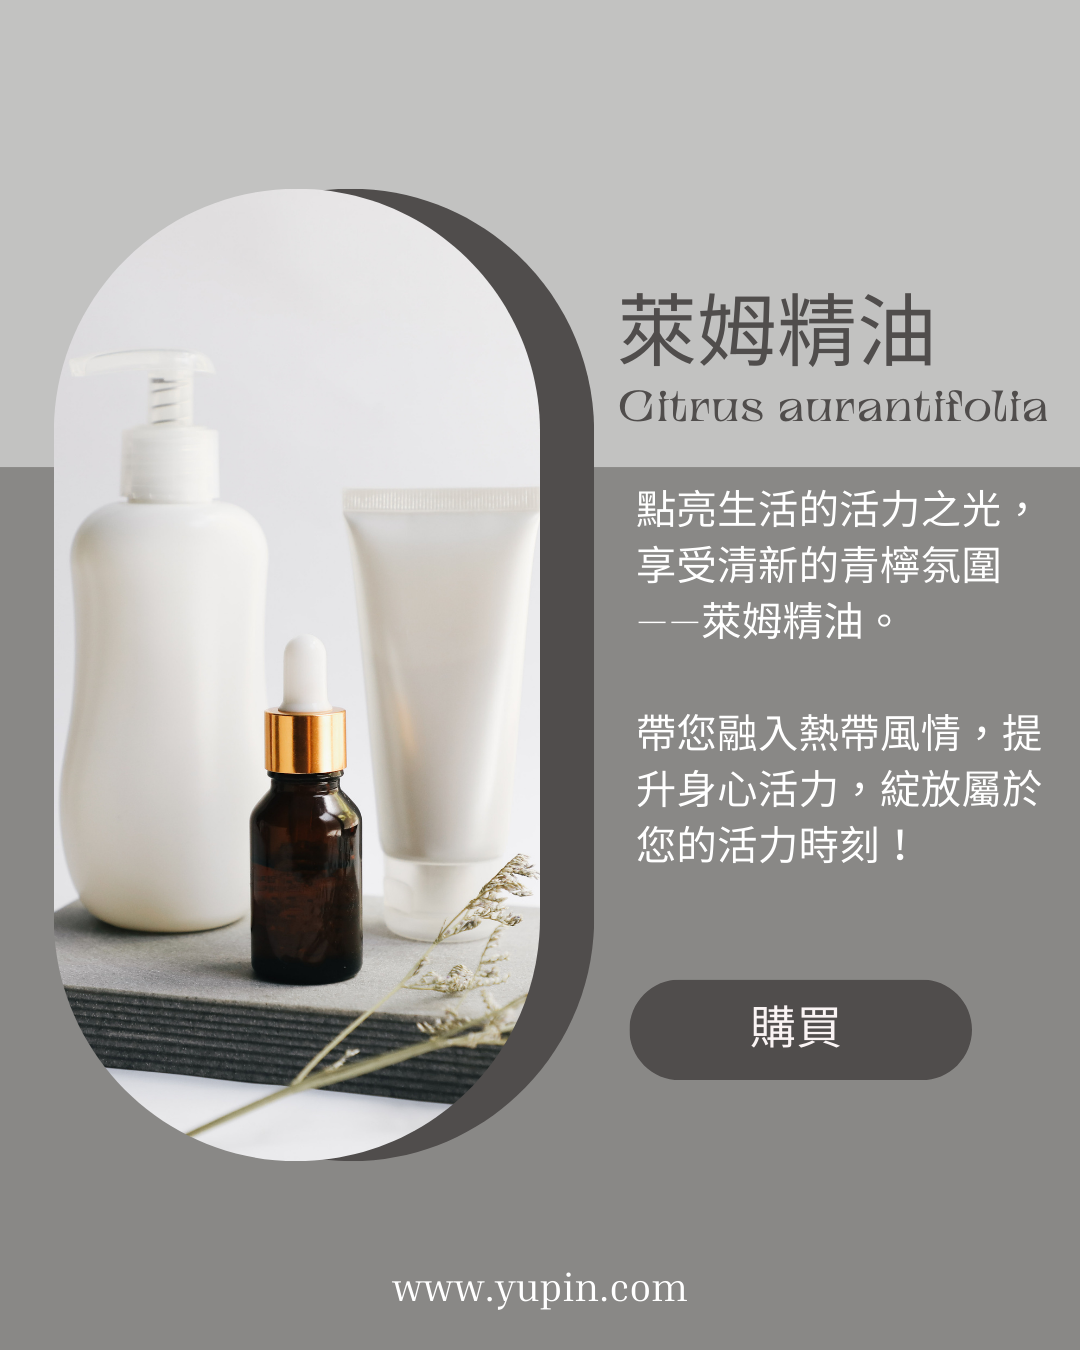 萊姆精油
Citrus aurantifolia
點亮生活的活力之光，
享受清新的青檸氛圍
——萊姆精油。
帶您融入熱帶風情，提
升身心活力，綻放屬於
您的活力時刻！
購買
www.yupin.com